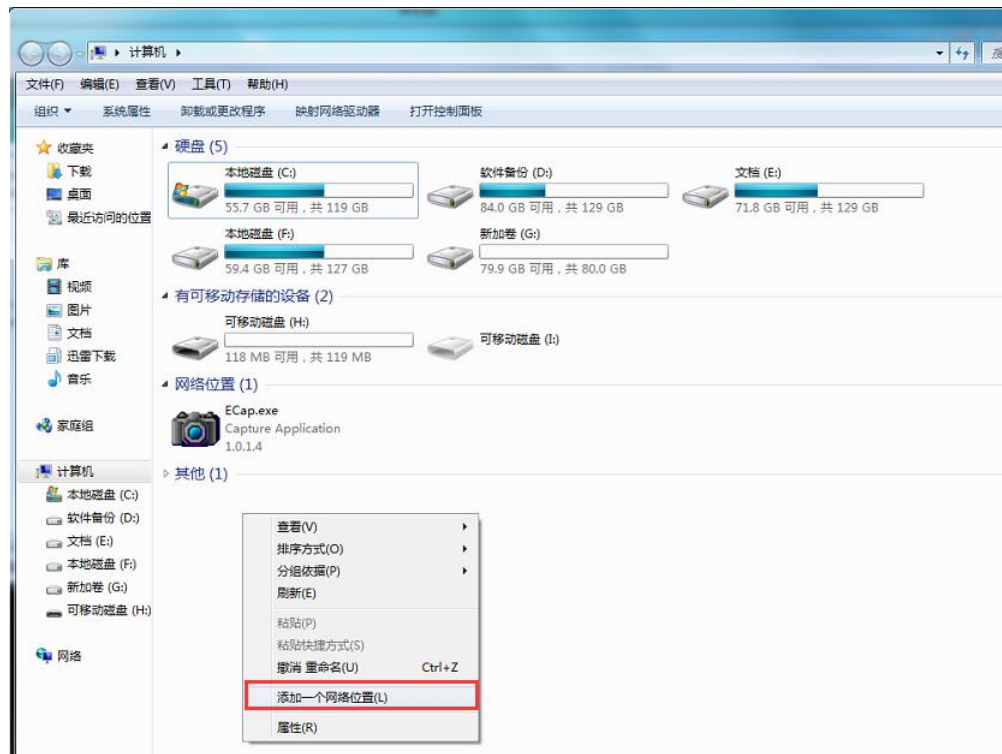 计算机
文件(F) 编辑(E) 查看(V) 工具(T) 帮助(H)
组织 系统属性 卸载或更改程序 映射网络驱动器 打开控制面板
收藏夹
下载
桌面
最近访问的位置
库
视频
图片
文档
迅雷下载
音乐
家庭组
计算机
本地磁盘 (C:)
软件备份 (D:)
文档 (E:)
本地磁盘 (F:)
新加卷 (G:)
可移动磁盘 (H:)
网络
硬盘 (5)
本地磁盘 (C:)
55.7 GB 可用，共 119 GB
软件备份 (D:)
84.0 GB 可用，共 129 GB
文档 (E:)
71.8 GB 可用，共 129 GB
本地磁盘 (F:)
59.4 GB 可用，共 127 GB
新加卷 (G:)
79.9 GB 可用，共 80.0 GB
有可移动存储的设备 (2)
可移动磁盘 (H:)
118 MB 可用，共 119 MB
可移动磁盘 (I:)
网络位置 (1)
ECap.exe
Capture Application
1.0.1.4
其他 (1)
查看(V)
排序方式(O)
分组依据(P)
刷新(E)
粘贴(P)
粘贴快捷方式(S)
撤消 重命名(U) Ctrl+Z
添加一个网络位置(L)
属性(R)